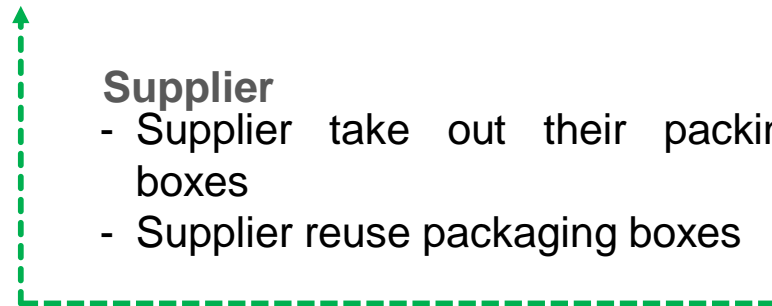 Supplier
- Supplier take out their packin
boxes
- Supplier reuse packaging boxes